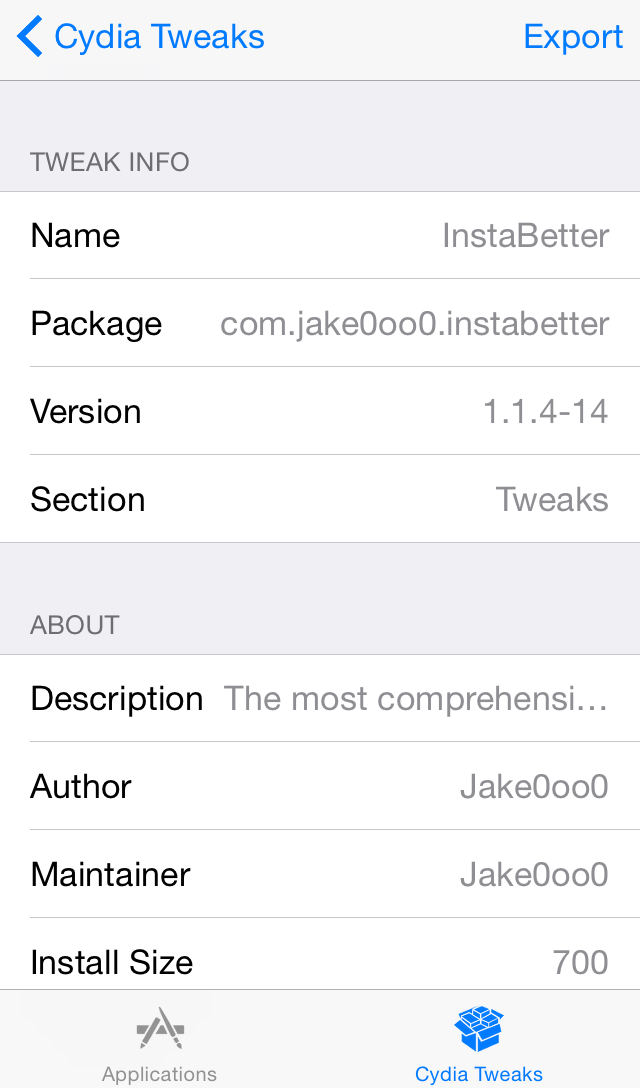 Cydia Tweaks Export
TWEAK INFO
Name InstaBetter
Package com.jake0oo0.instabetter
Version 1.1.4-14
Section Tweaks
ABOUT
Description The most comprehensi...
Author Jake0oo0
Maintainer Jake0oo0
Install Size 700
Applications Cydia Tweaks